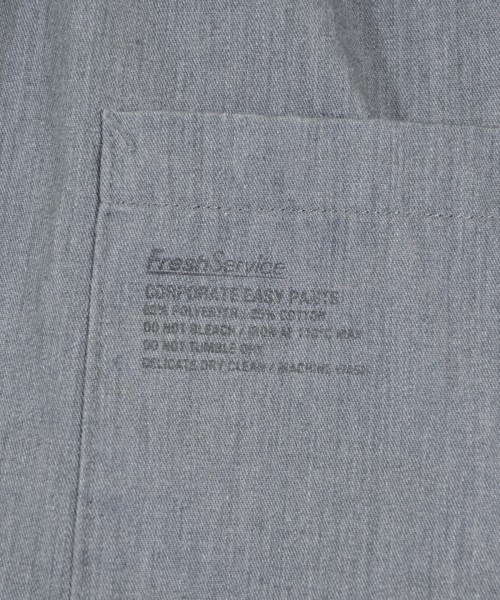 FreshService
CORPORATE EASY PANTS
POLYESTER / 35% COTTON
DO NOT BLEACH / IRON AT 110°C MAX
DO NOT TUMBLE DRY
DELICATE DRY CLEAN / MACHINE WASH